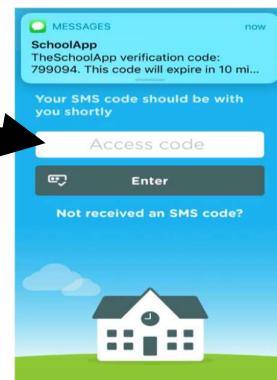 MESSAGES now
SchoolApp
TheSchoolApp verification code:
799094. This code will expire in 10 mi...
Your SMS code should be with
you shortly
Access code
Enter
Not received an SMS code?